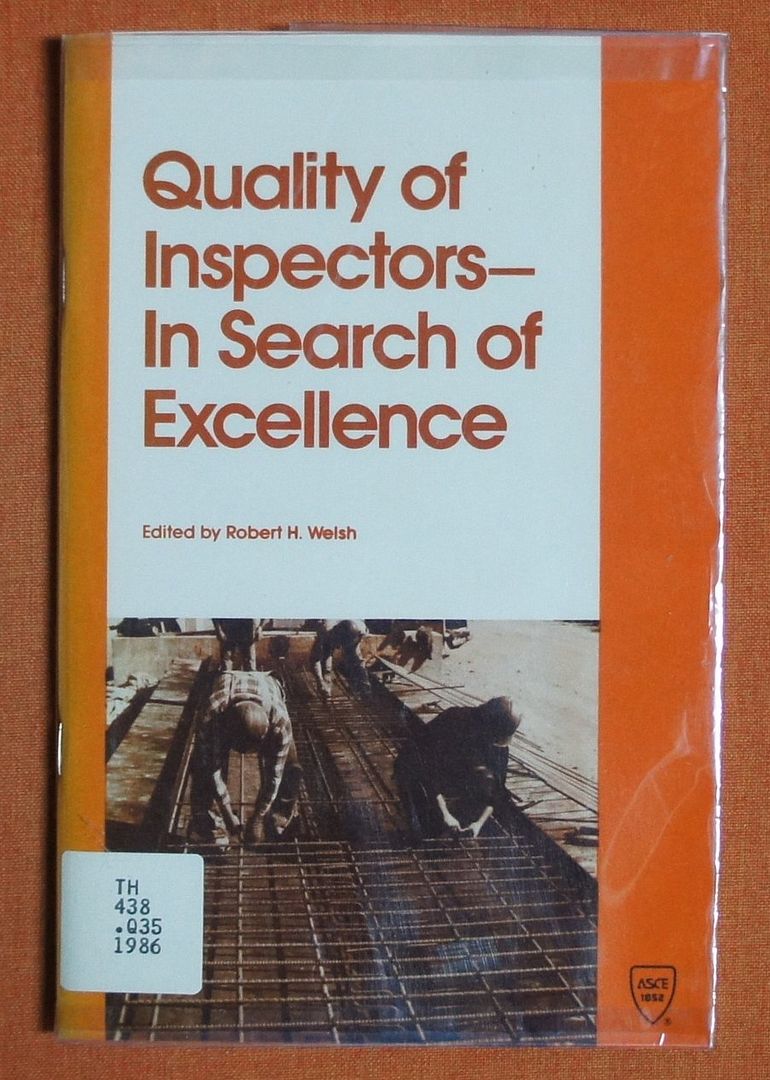 Quality of
Inspectors—
In Search of
Excellence
Edited by Robert H. Welsh
TH
438
.Q35
1986
ASCE
1852
®